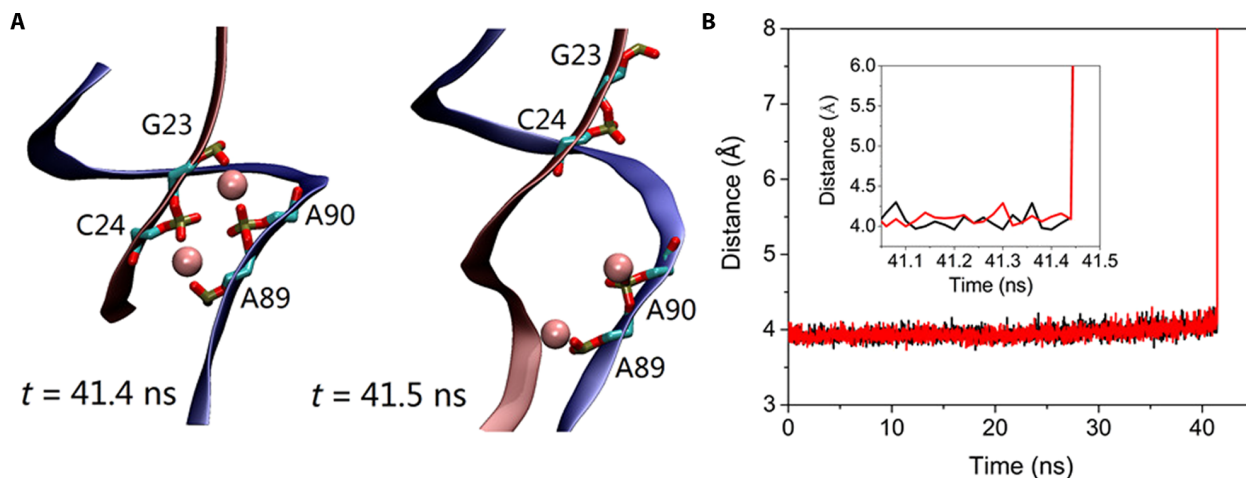 A
G23
C24
A90
A89
t = 41.4 ns
G23
C24
A90
A89
t = 41.5 ns
B
8
7
6
5
4
3
Distance (Å)
0 10 20 30 40
Time (ns)
6.0
5.5
5.0
4.5
4.0
Distance (Å)
41.1 41.2 41.3 41.4 41.5
Time (ns)